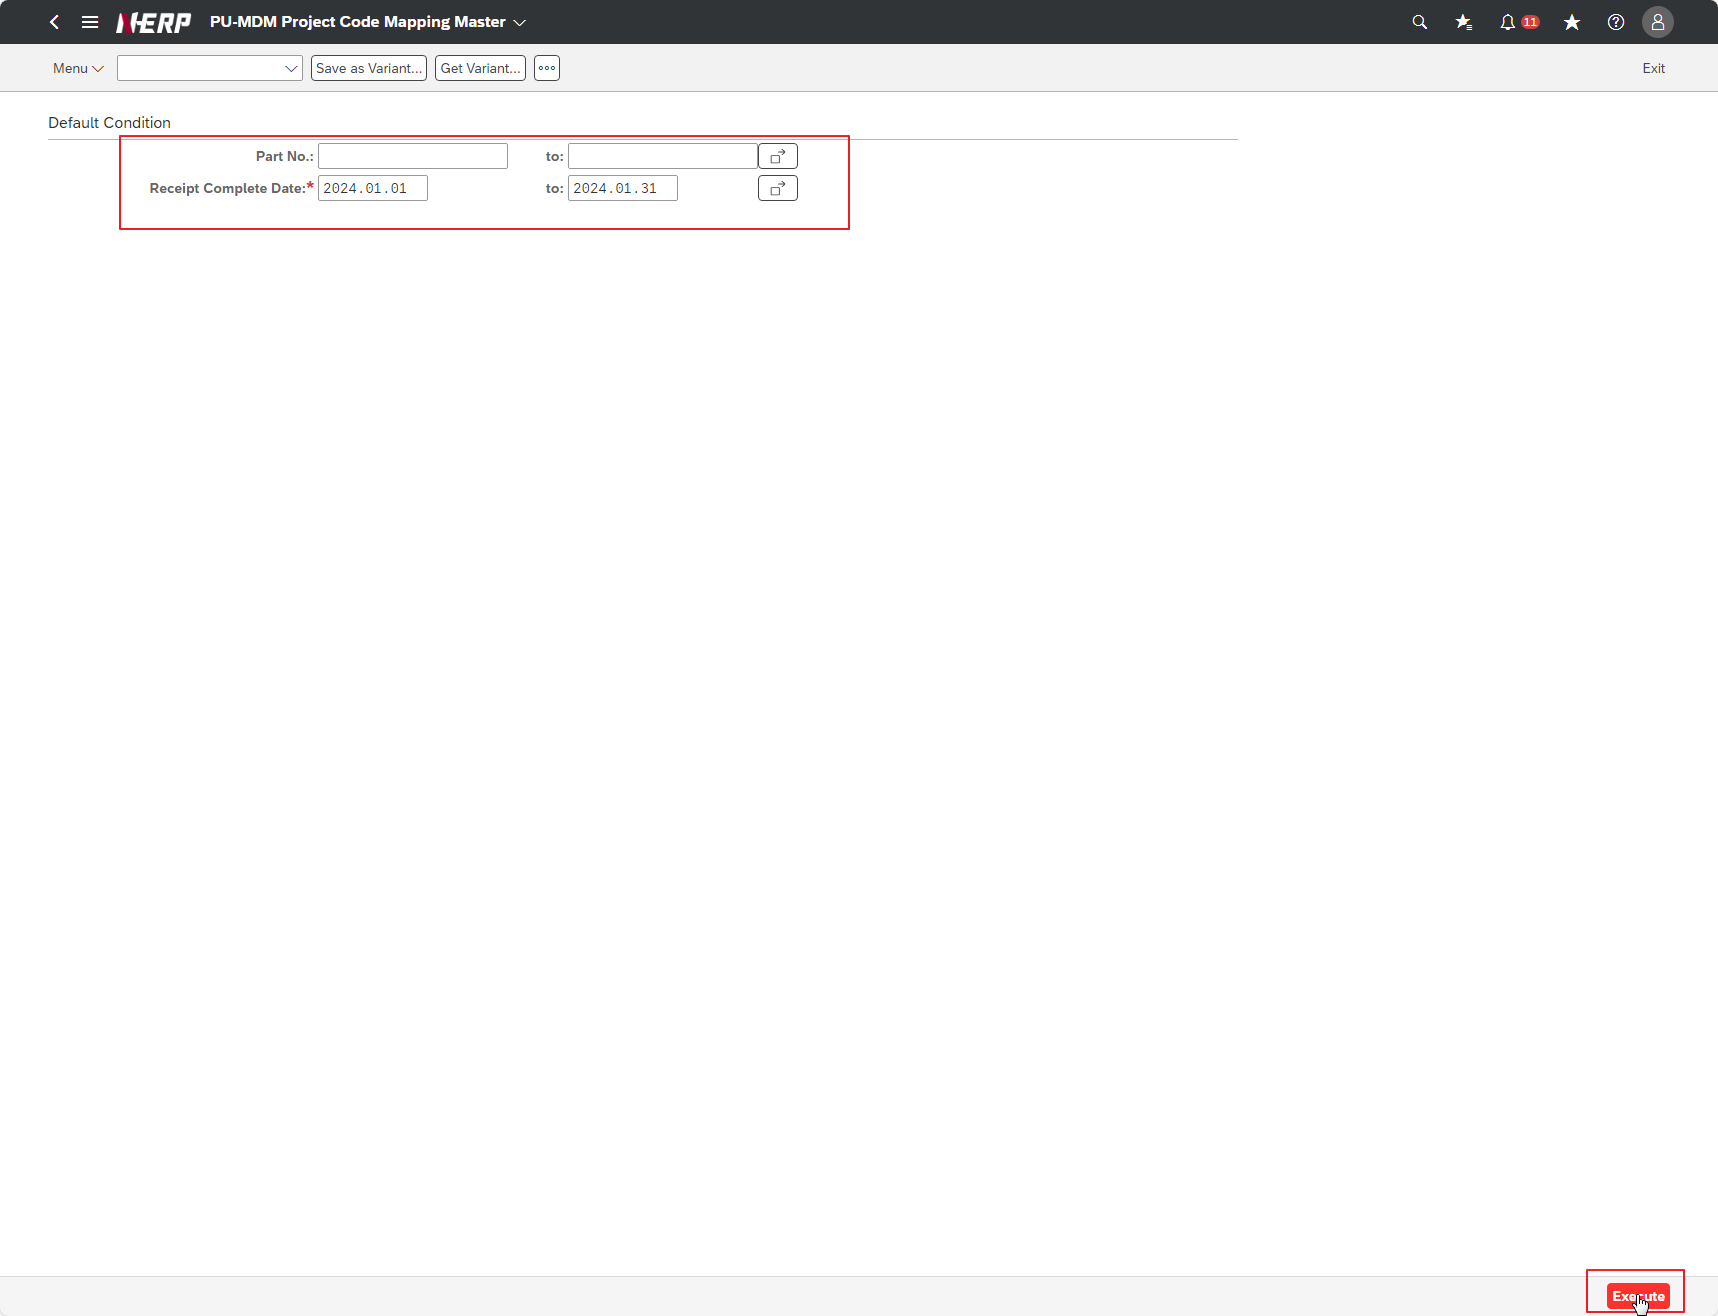 NERP PU-MDM Project Code Mapping Master 11
Menu Save as Variant... Get Variant... Exit
Default Condition
Part No.: to:
Receipt Complete Date:* 2024.01.01 to: 2024.01.31
Execute